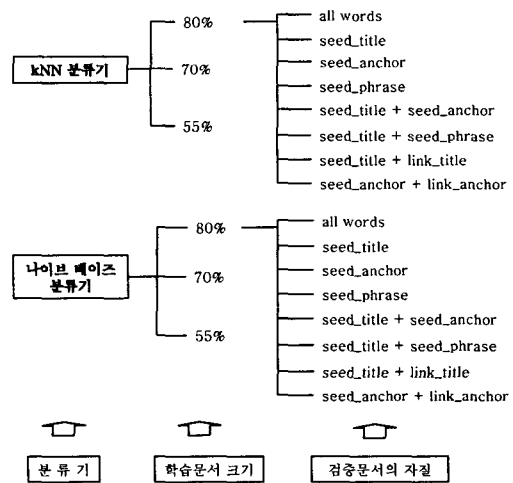 80%
all words
seed_title
kNN 분류기
70%
seed_anchor
seed_phrase
55%
seed_title + seed_anchor
seed_title + seed_phrase
seed_title + link_title
seed_anchor + link_anchor
80%
all words
seed_title
나이브 베이즈
분류기
70%
seed_anchor
seed_phrase
55%
seed_title + seed_anchor
seed_title + seed_phrase
seed_title + link_title
seed_anchor + link_anchor
분 류 기
학습문서 크기
검증문서의 자질